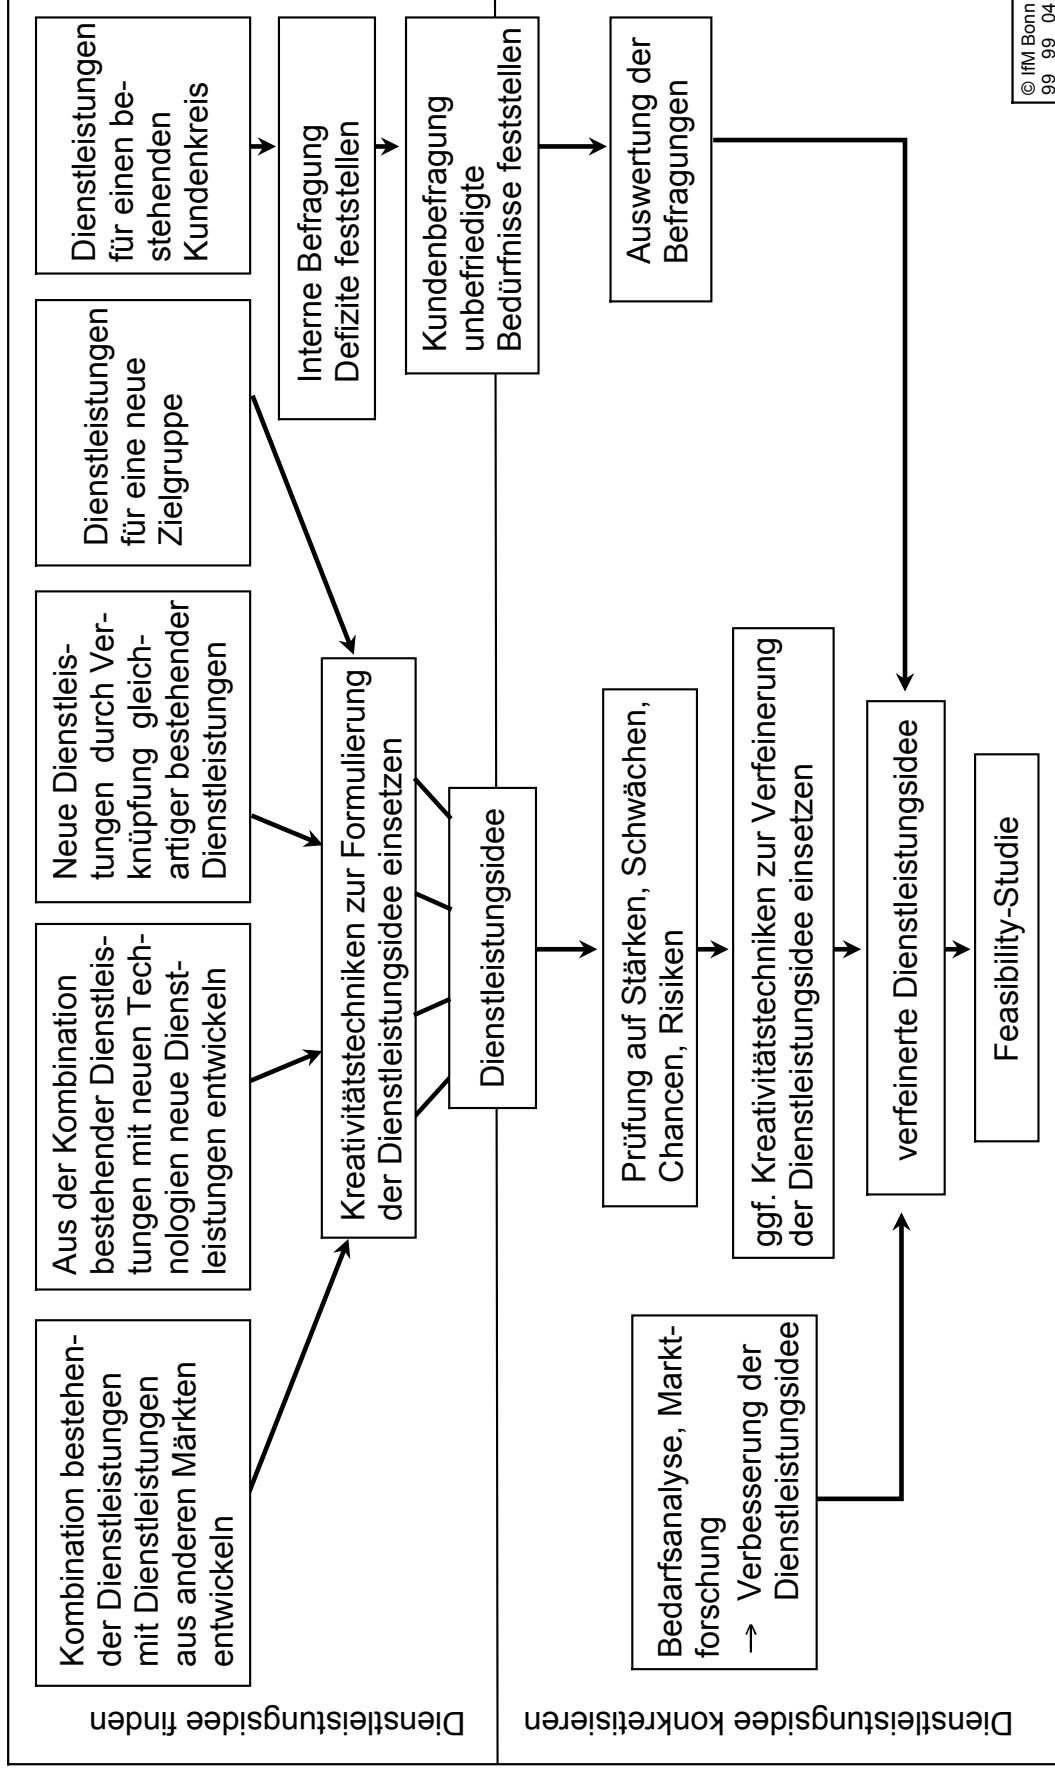 Dienstleistungsidee finden
Kombination bestehen-
der Dienstleistungen
mit Dienstleistungen
aus anderen Märkten
entwickeln
Aus der Kombination
bestehender Dienstleis-
tungen mit neuen Tech-
nologien neue Dienst-
leistungen entwickeln
Neue Dienstleis-
tungen durch Ver-
knüpfung gleich-
artiger bestehender
Dienstleistungen
Dienstleistungen
für eine neue
Zielgruppe
Dienstleistungen
für einen be-
stehenden
Kundenkreis
Kreativitätstechniken zur Formulierung
der Dienstleistungsidee einsetzen
Interne Befragung
Defizite feststellen
Dienstleistungsidee
Kundenbefragung
unbefriedigte
Bedürfnisse feststellen
Dienstleistungsidee konkretisieren
Bedarfsanalyse, Markt-
forschung
→ Verbesserung der
Dienstleistungsidee
Prüfung auf Stärken, Schwächen,
Chancen, Risiken
Auswertung der
Befragungen
ggf. Kreativitätstechniken zur Verfeinerung
der Dienstleistungsidee einsetzen
verfeinerte Dienstleistungsidee
Feasibility-Studie
© IfM Bonn
99 99 04